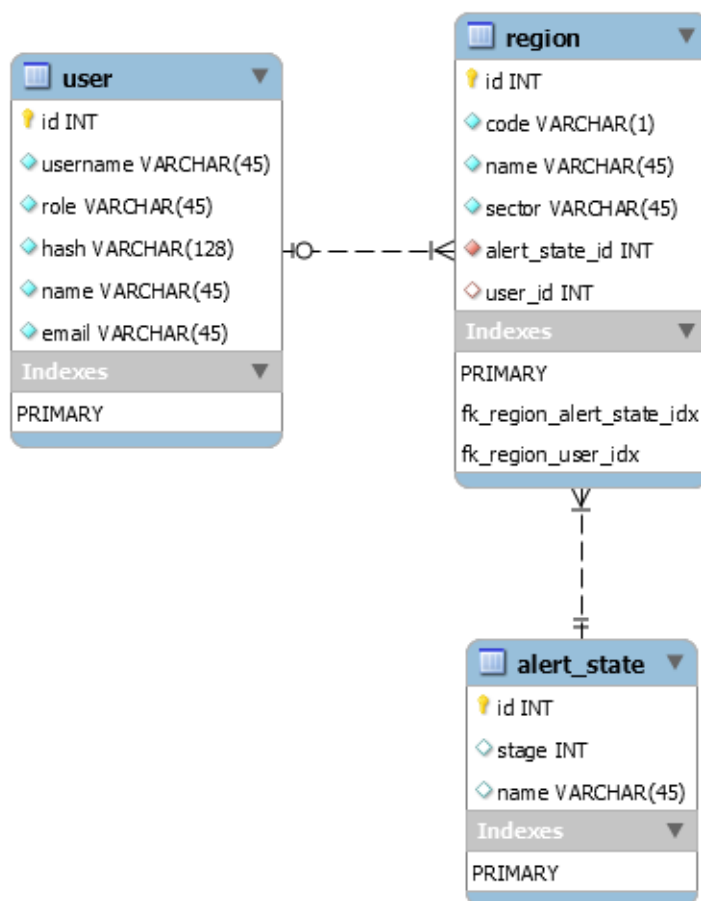 user
id INT
username VARCHAR(45)
role VARCHAR(45)
hash VARCHAR(128)
name VARCHAR(45)
email VARCHAR(45)
Indexes
PRIMARY
region
id INT
code VARCHAR(1)
name VARCHAR(45)
sector VARCHAR(45)
alert_state_id INT
user_id INT
Indexes
PRIMARY
fk_region_alert_state_idx
fk_region_user_idx
alert_state
id INT
stage INT
name VARCHAR(45)
Indexes
PRIMARY